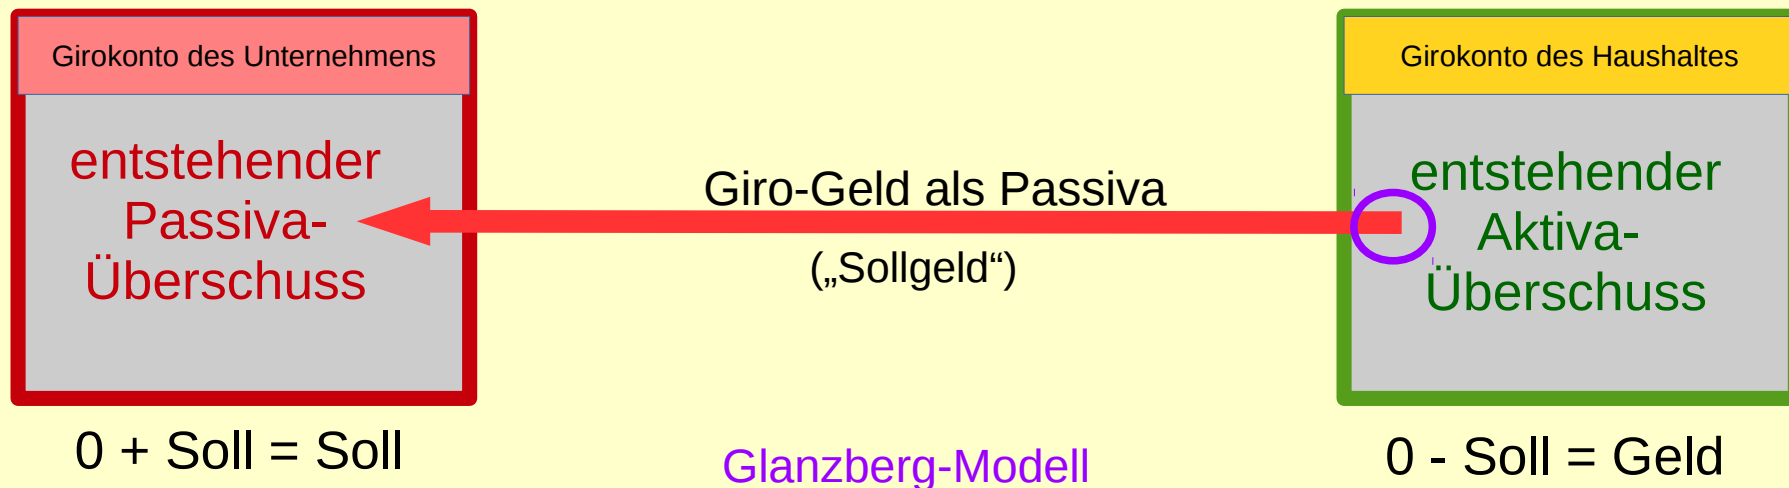 Girokonto des Unternehmens
entstehender
Passiva-
Überschuss
0 + Soll = Soll
Giro-Geld als Passiva
(„Sollgeld“)
Glanzberg-Modell
Girokonto des Haushaltes
entstehender
Aktiva-
Überschuss
0 - Soll = Geld